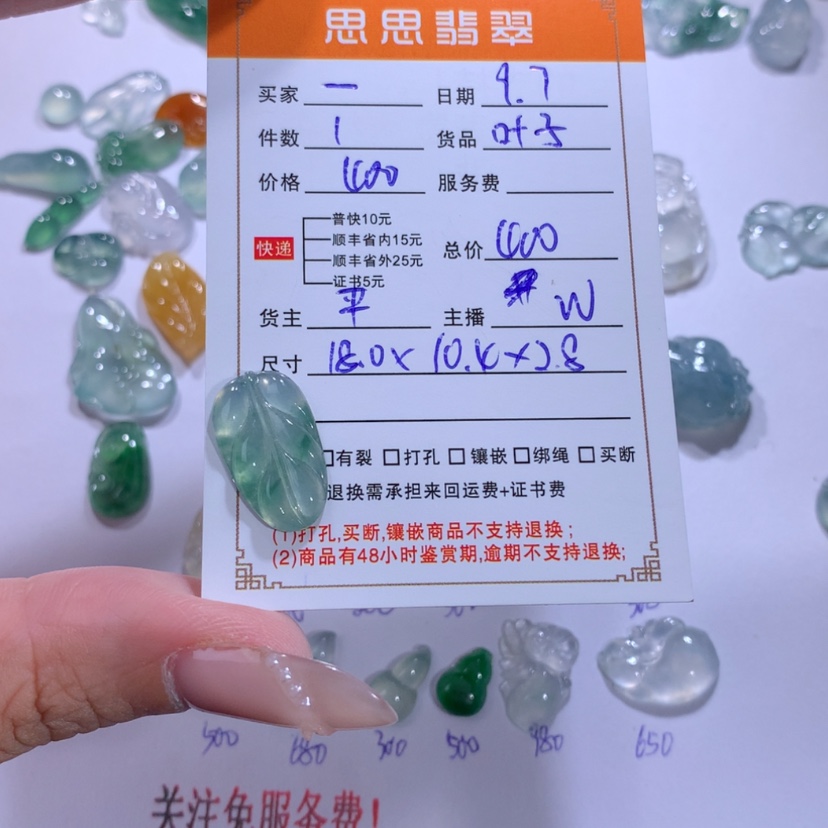 思思翡翠
买家 一 日期 9.7
件数 1 货品 叶子
价格 400 服务费
普快10元
顺丰省内15元
快递 总价 400
顺丰省外25元
证书5元
货主 平 主播 W
尺寸 18.0×10.4×2.8
有裂 □打孔 □镶嵌 □绑绳 □买断
退换需承担来回运费+证书费
(1)打孔,买断,镶嵌商品不支持退换;
(2)商品有48小时鉴赏期,逾期不支持退换;
500 680 300 500 980 650
关注免服务费!